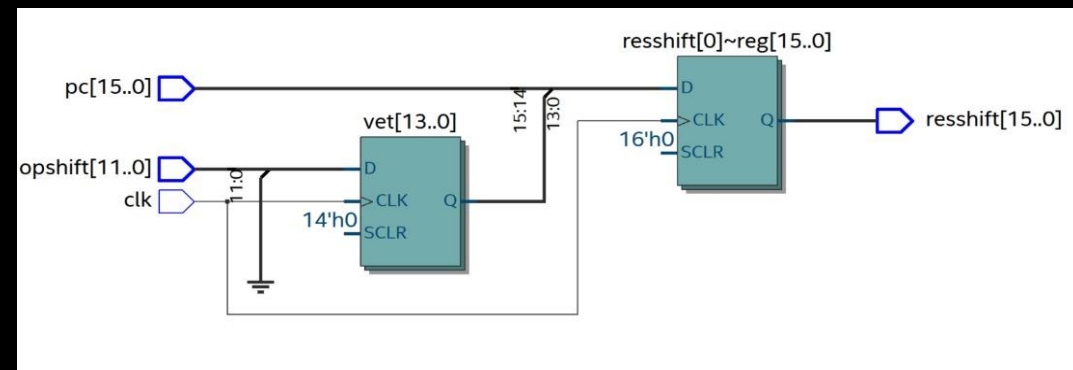 resshift[0]~reg[15..0]
pc[15..0]
D
15:14
13:0
vet[13..0]
CLK
Q
resshift[15..0]
16'h0
SCLR
opshift[11..0]
11:0
D
clk
CLK
Q
14'h0
SCLR